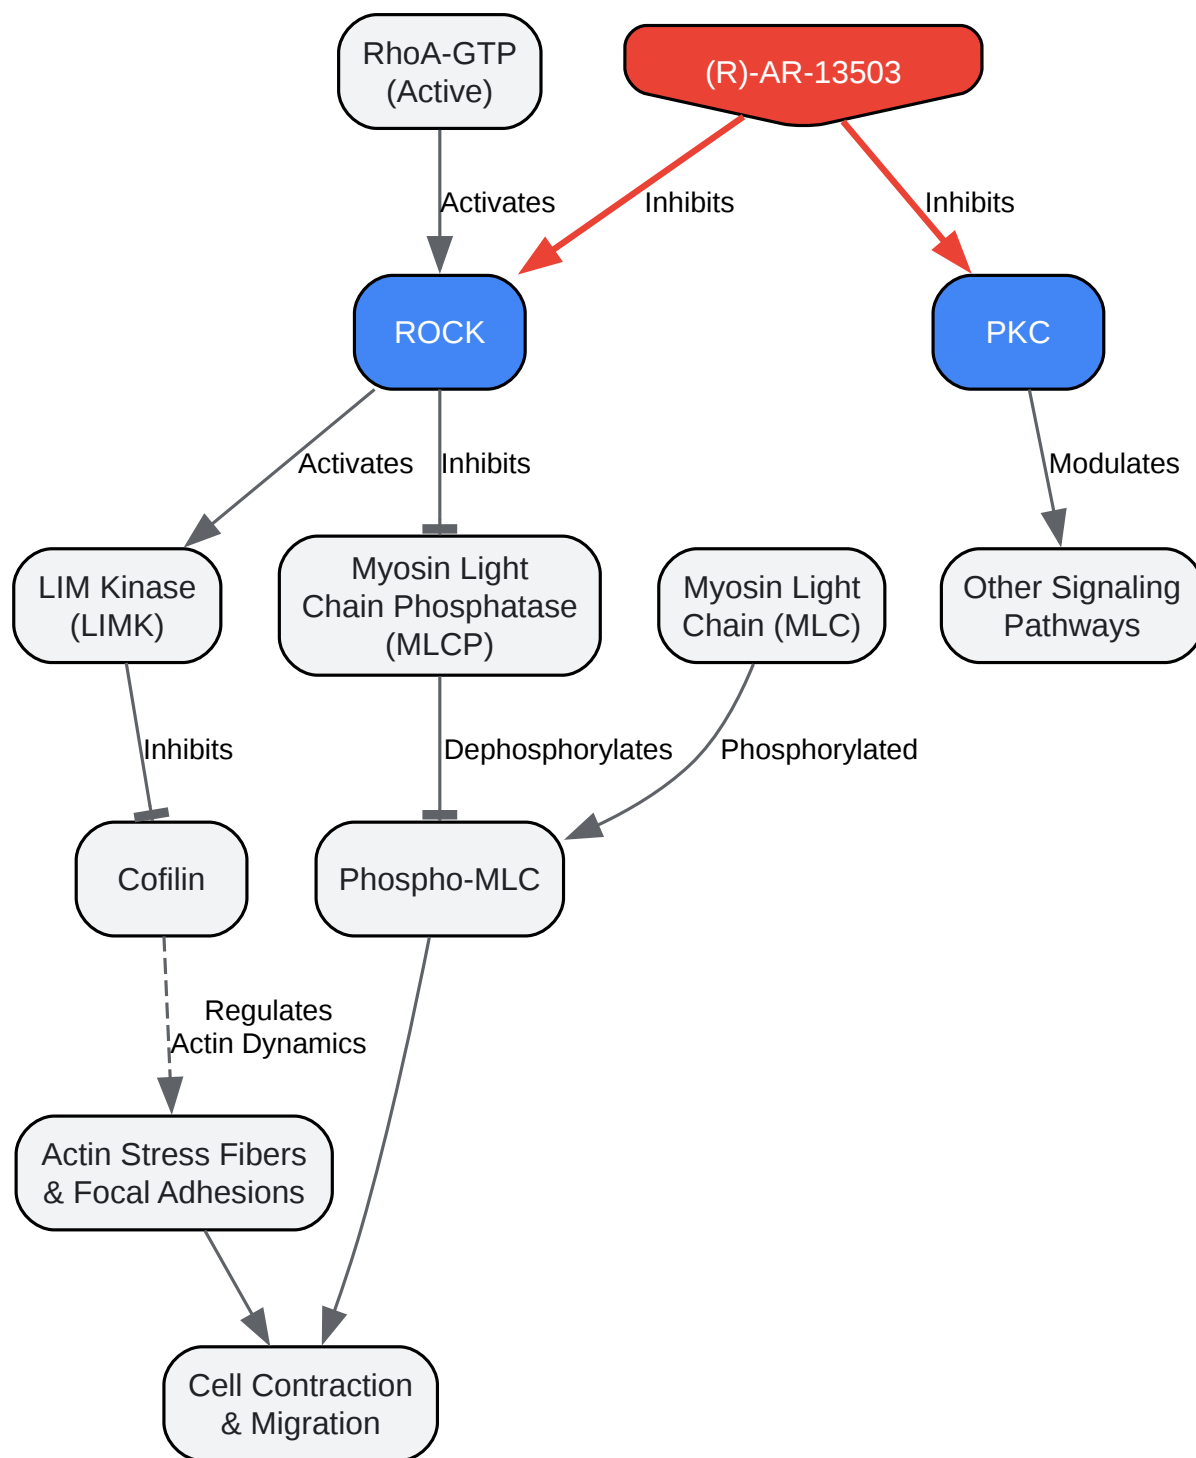 RhoA-GTP
(Active)
(R)-AR-13503
Activates
Inhibits
Inhibits
ROCK
PKC
Activates
Inhibits
Modulates
LIM Kinase
(LIMK)
Myosin Light
Chain Phosphatase
(MLCP)
Myosin Light
Chain (MLC)
Other Signaling
Pathways
Inhibits
Dephosphorylates
Phosphorylated
Cofilin
Phospho-MLC
Regulates
Actin Dynamics
Actin Stress Fibers
& Focal Adhesions
Cell Contraction
& Migration